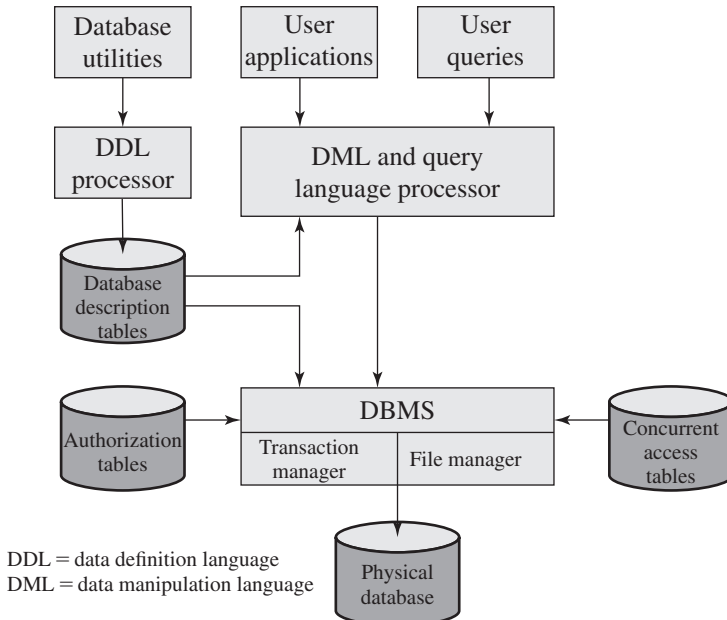 Database
utilities
User
applications
User
queries
DDL
processor
DML and query
language processor
Database
description
tables
Authorization
tables
DBMS
Transaction
manager
File manager
Concurrent
access
tables
Physical
database
DDL = data definition language
DML = data manipulation language